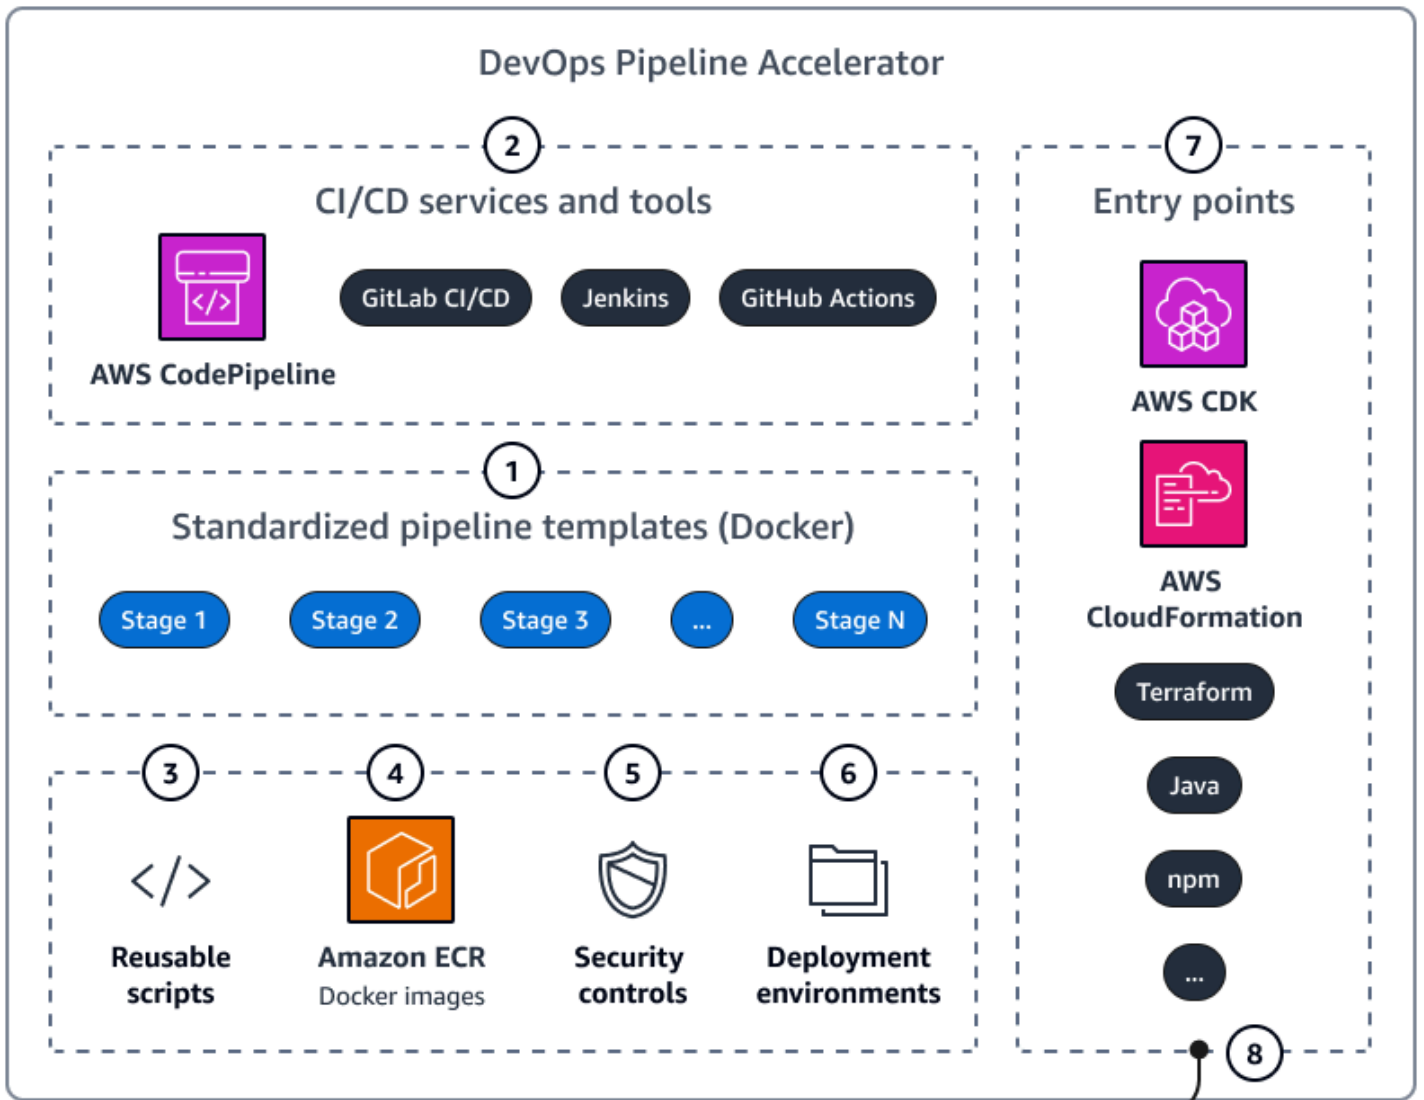 DevOps Pipeline Accelerator
2
CI/CD services and tools
</>
GitLab CI/CD
Jenkins
GitHub Actions
AWS CodePipeline
1
Standardized pipeline templates (Docker)
Stage 1
Stage 2
Stage 3
...
Stage N
3
4
5
6
</>
Reusable
scripts
Amazon ECR
Docker images
Security
controls
Deployment
environments
7
Entry points
AWS CDK
AWS
CloudFormation
Terraform
Java
npm
...
8